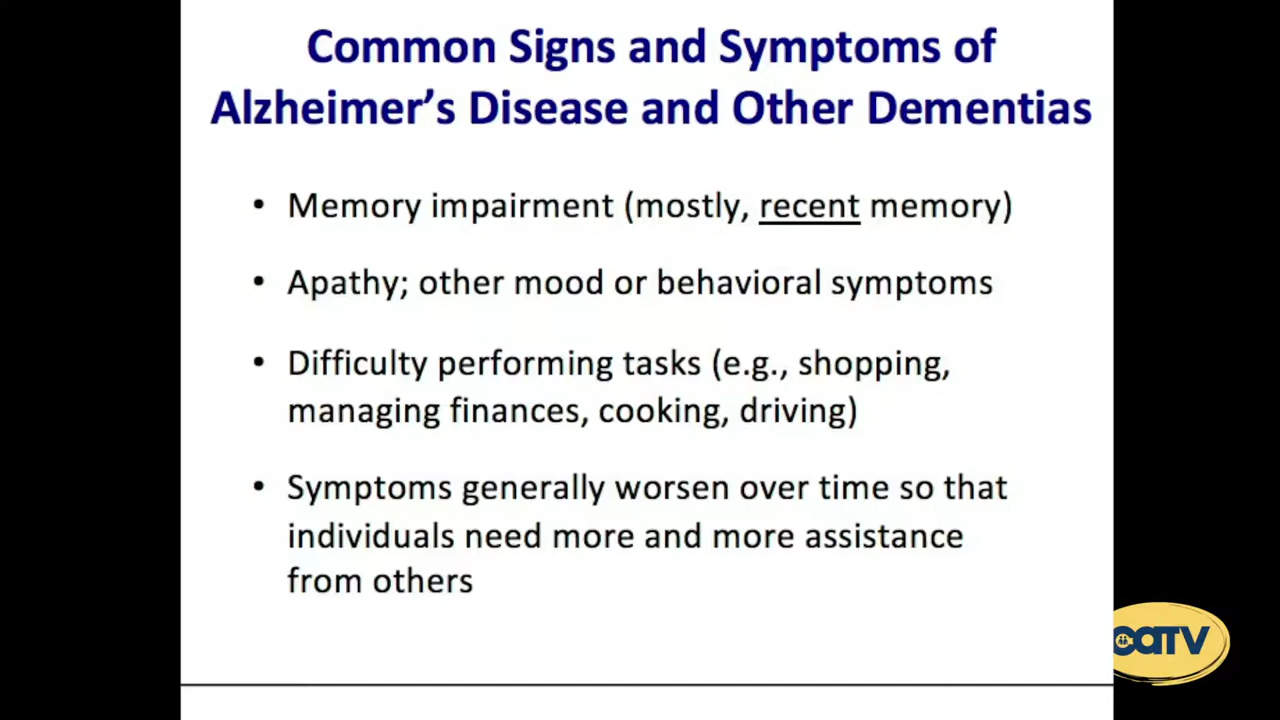 Common Signs and Symptoms of
Alzheimer's Disease and Other Dementias
• Memory impairment (mostly, recent memory)
• Apathy; other mood or behavioral symptoms
• Difficulty performing tasks (e.g., shopping,
managing finances, cooking, driving)
• Symptoms generally worsen over time so that
individuals need more and more assistance
from others
CATV